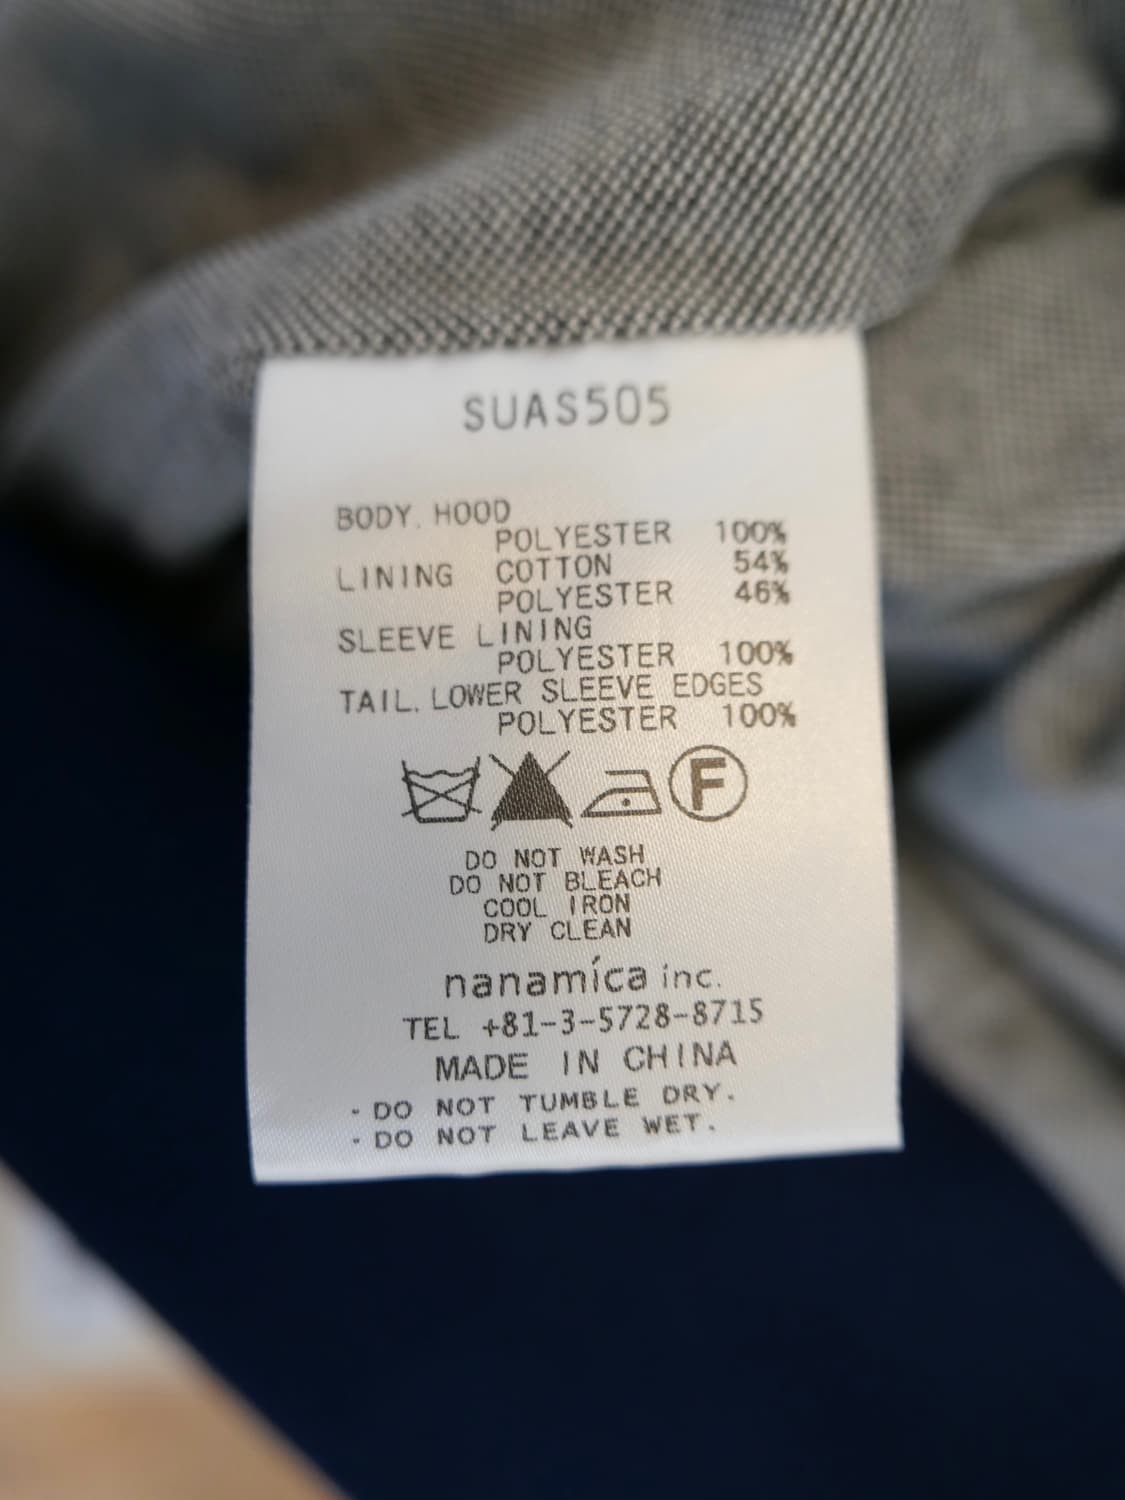 SUAS505
BODY. HOOD
POLYESTER 100%
LINING COTTON 54%
POLYESTER 46%
SLEEVE LINING
POLYESTER 100%
TAIL. LOWER SLEEVE EDGES
POLYESTER 100%
F
DO NOT WASH
DO NOT BLEACH
COOL IRON
DRY CLEAN
nanamíca inc.
TEL +81-3-5728-8715
MADE IN CHINA
· DO NOT TUMBLE DRY.
· DO NOT LEAVE WET.